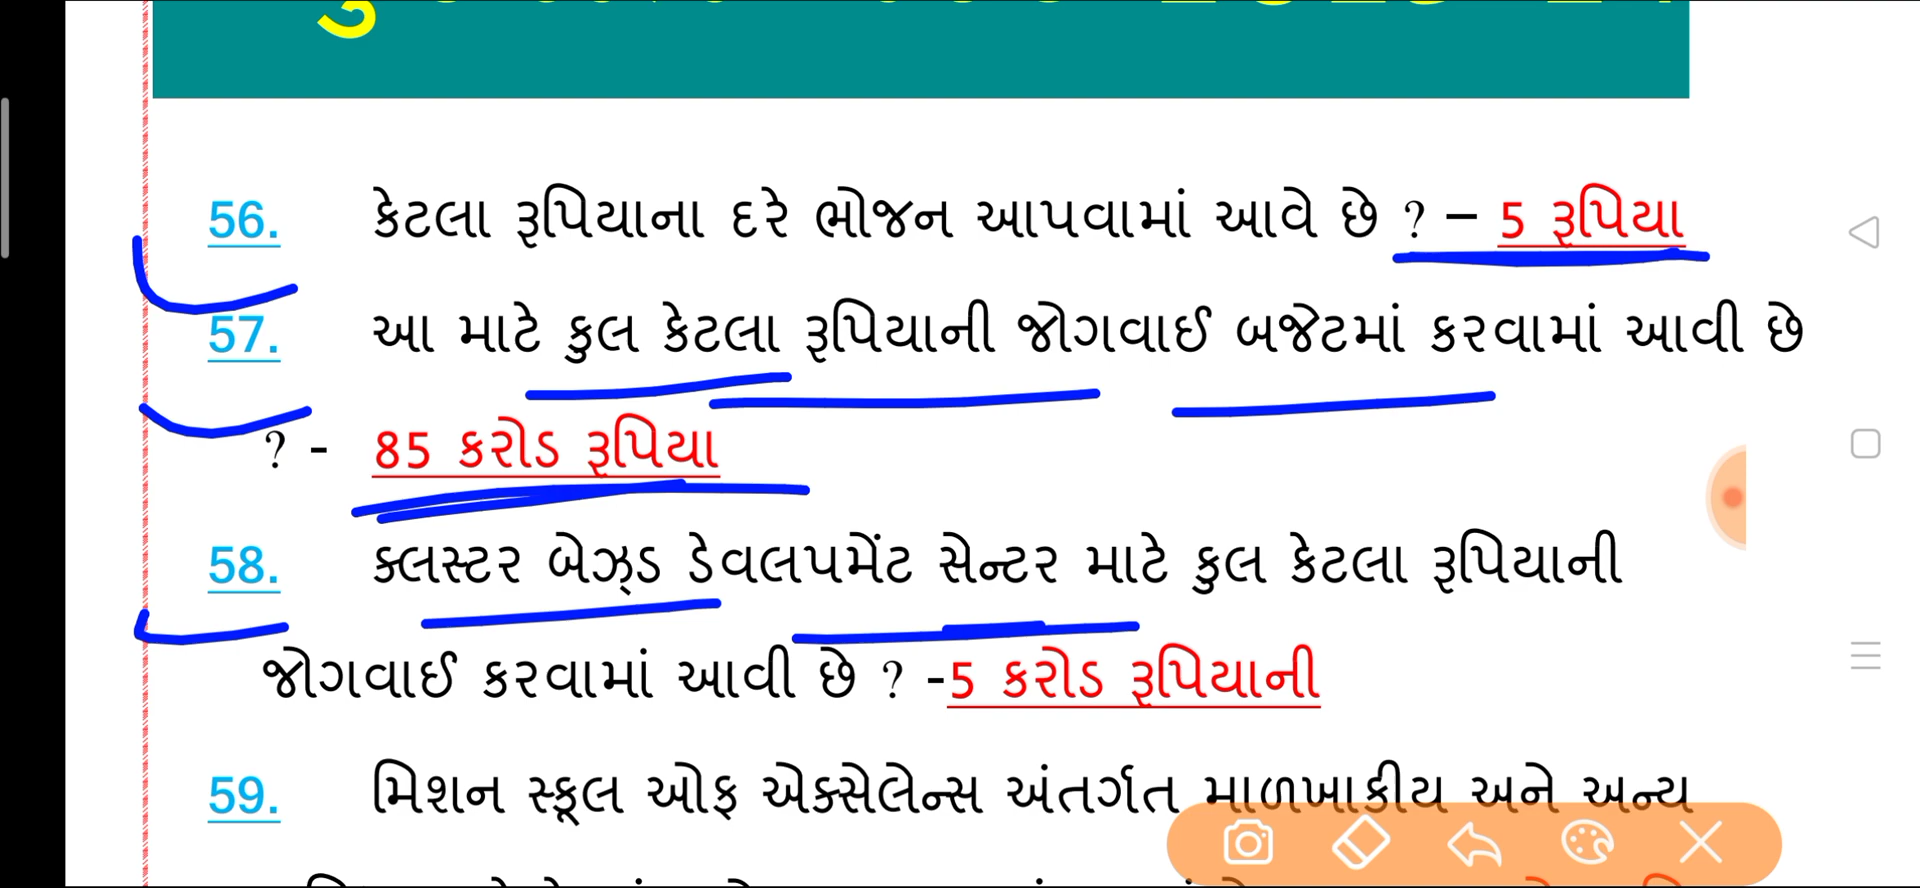 56. કેટલા રૂપિયાના દરે ભોજન આપવામાં આવે છે ? – 5 રૂપિયા
57. આ માટે કુલ કેટલા રૂપિયાની જોગવાઈ બજેટમાં કરવામાં આવી છે
? - 85 કરોડ રૂપિયા
58. ક્લસ્ટર બેઝ્ડ ડેવલપમેંટ સેન્ટર માટે કુલ કેટલા રૂપિયાની
જોગવાઈ કરવામાં આવી છે ? -5 કરોડ રૂપિયાની
59. મિશન સ્કૂલ ઓફ એક્સેલેન્સ અંતર્ગત માળખાકીય અને અન્ય